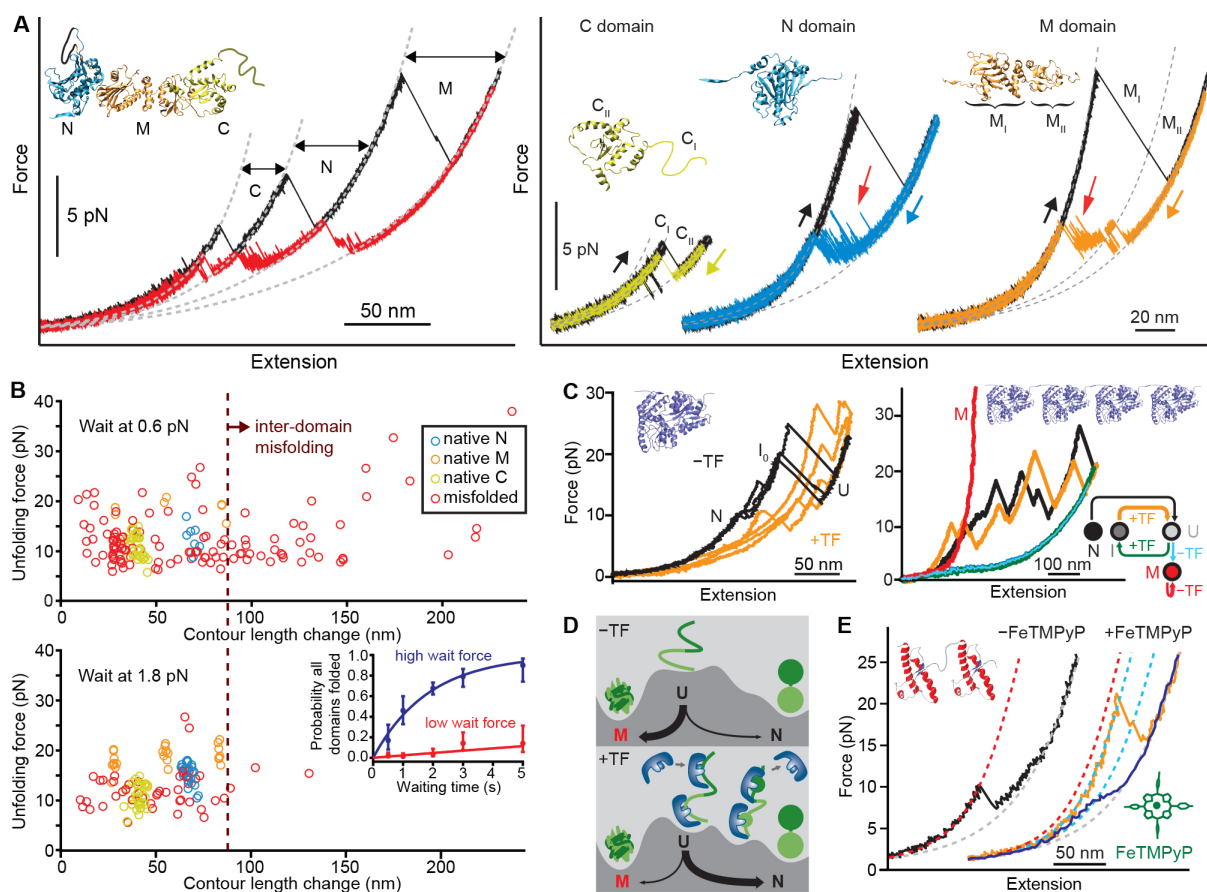 A
N
M
C
C
N
M
Force
5 pN
50 nm
Extension
C domain
N domain
M domain
C_II
C_I
M_I
M_II
M_I
M_II
C_I
C_II
Force
5 pN
20 nm
Extension
B
Wait at 0.6 pN
inter-domain
misfolding
native N
native M
native C
misfolded
Unfolding force (pN)
40
30
20
10
0
0
50
100
150
200
Contour length change (nm)
Wait at 1.8 pN
Unfolding force (pN)
40
30
20
10
0
0
50
100
150
200
Contour length change (nm)
high wait force
low wait force
Probability all
domains folded
1.0
0.8
0.6
0.4
0.2
0
0
1
2
3
4
5
Waiting time (s)
C
30
20
10
0
Force (pN)
−TF
I₀
N
U
+TF
50 nm
Extension
M
30
20
10
0
100 nm
Extension
+TF
+TF
N
I
U
−TF
M
−TF
D
−TF
U
M
N
+TF
U
M
N
E
−FeTMPyP
+FeTMPyP
25
20
15
10
5
0
Force (pN)
50 nm
FeTMPyP
Extension